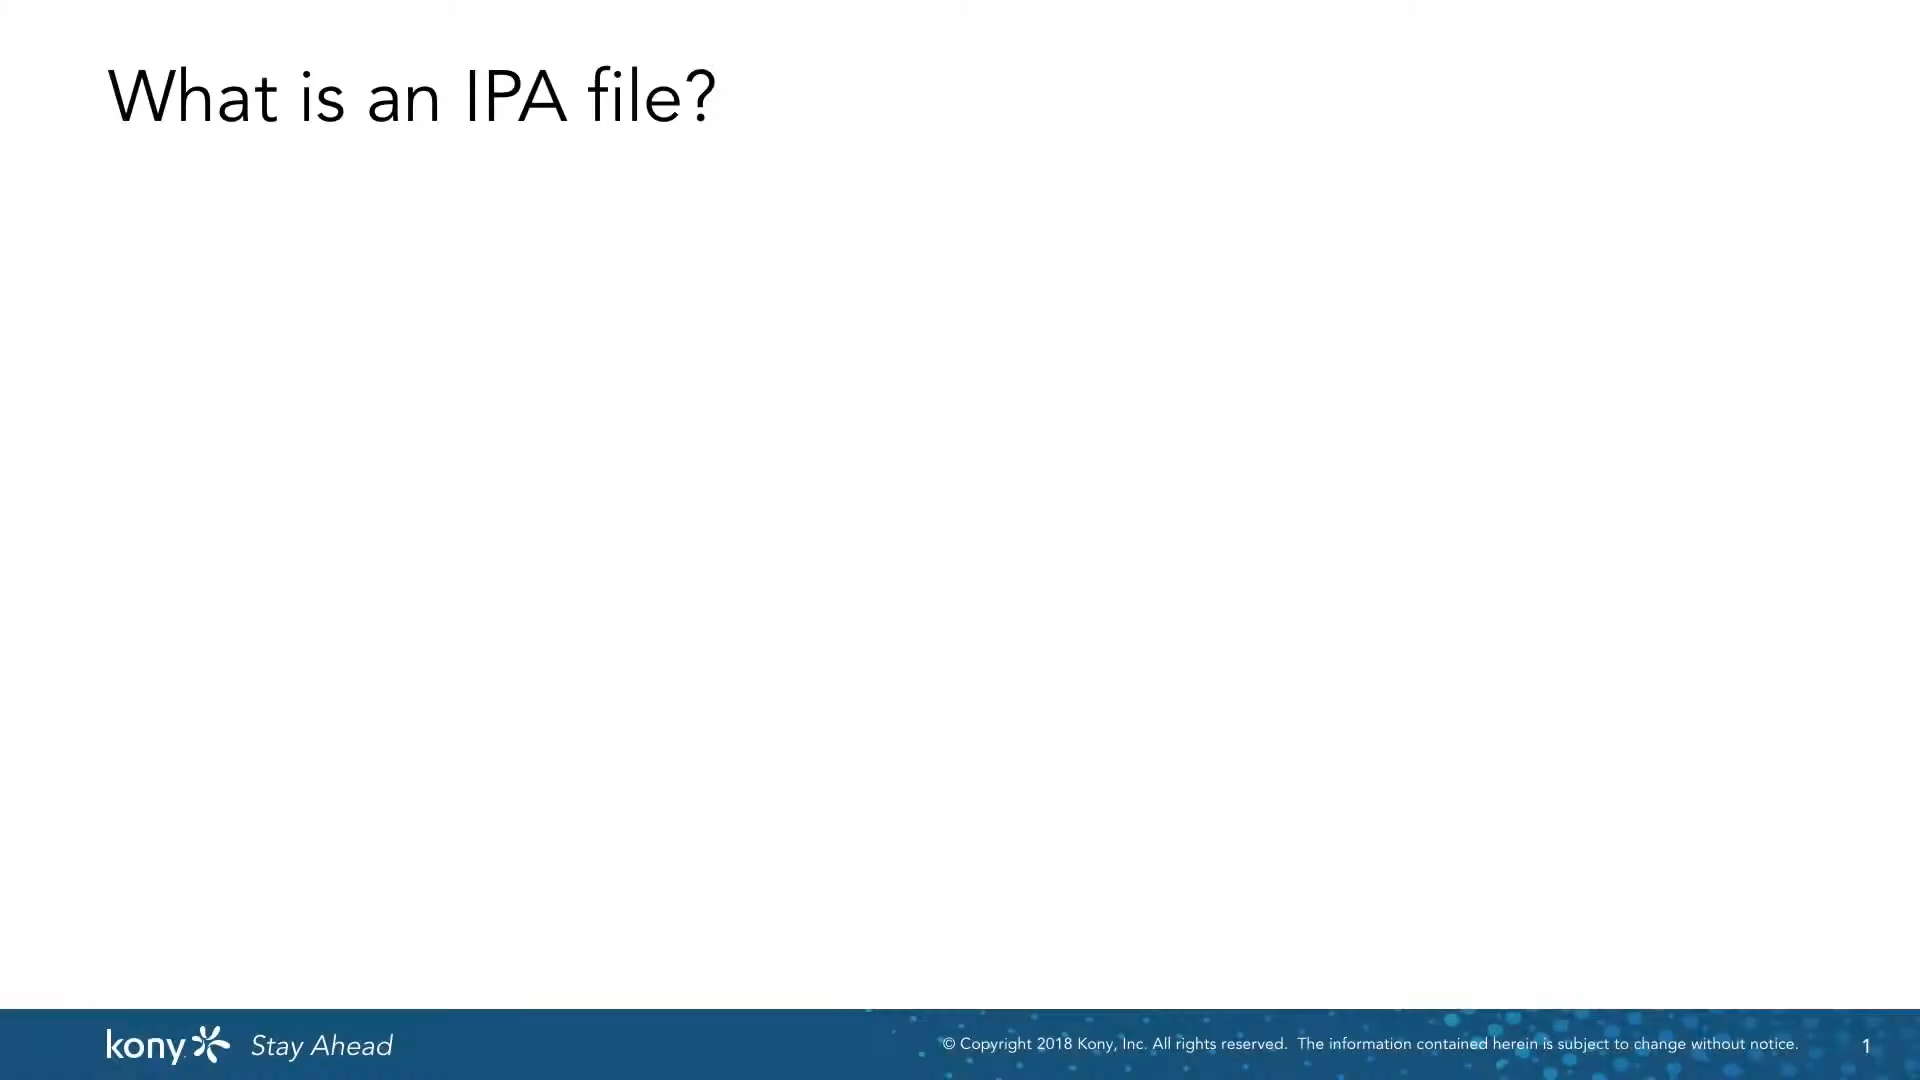 What is an IPA file?
kony Stay Ahead
© Copyright 2018 Kony, Inc. All rights reserved. The information contained herein is subject to change without notice.
1